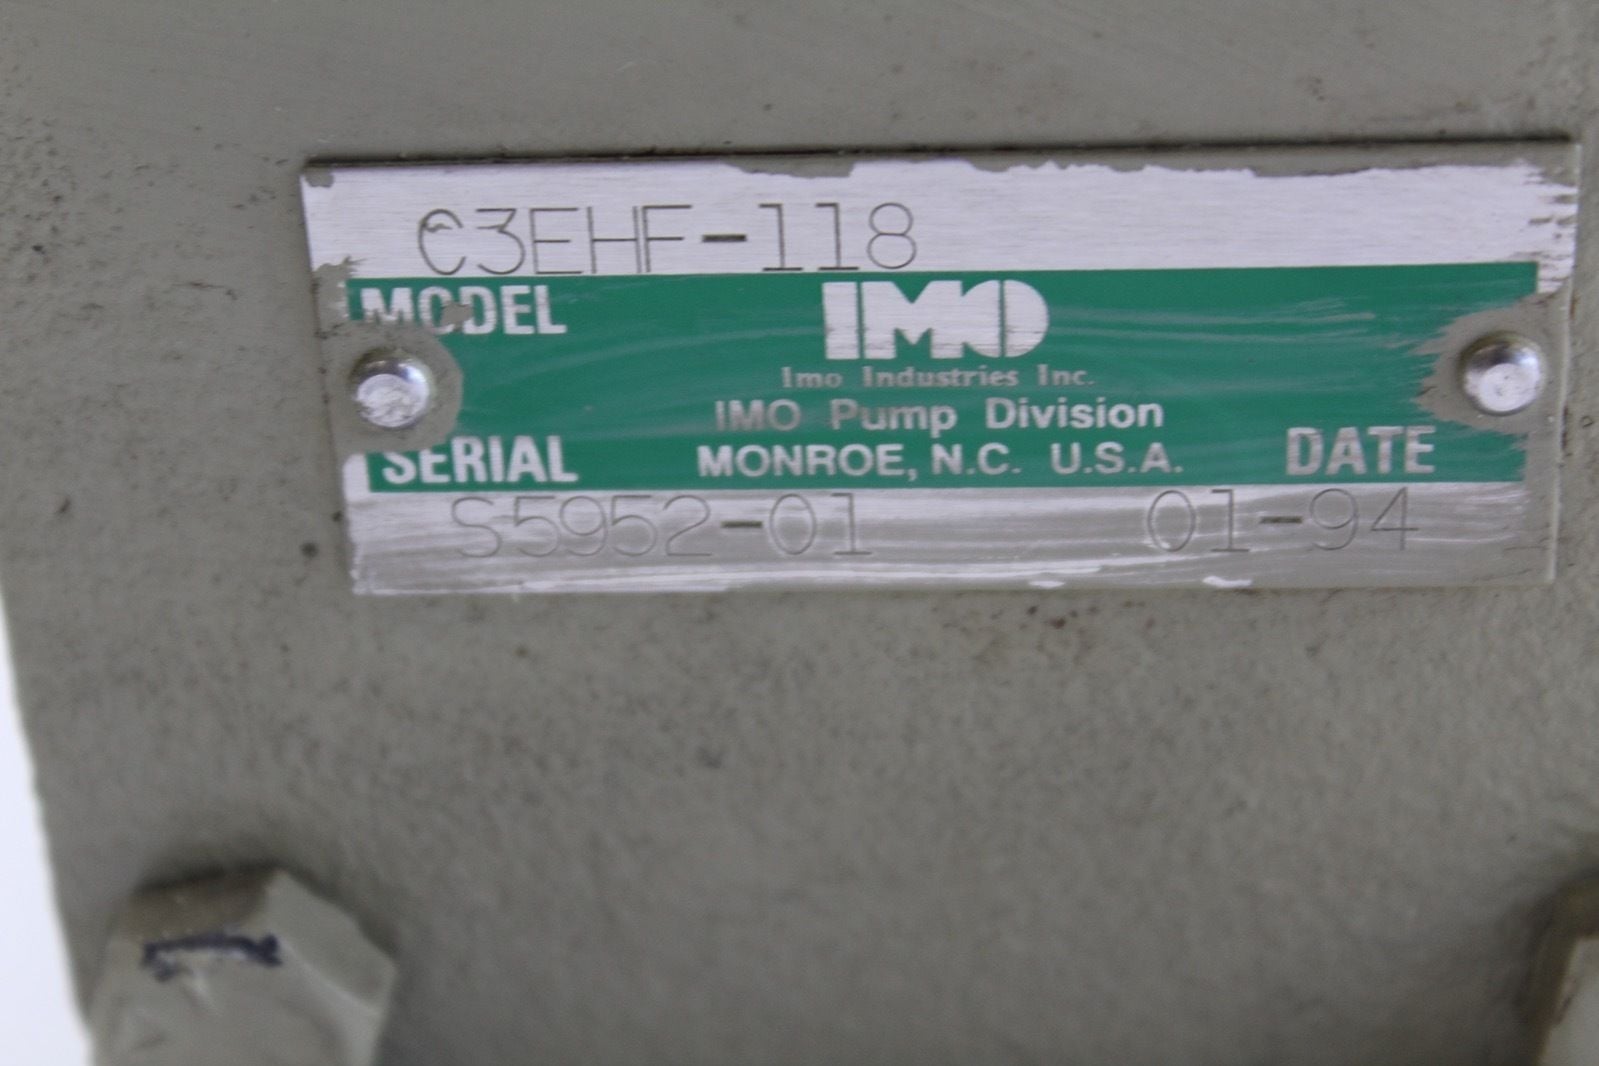 C3EHF-118
MODEL
IMO
Imo Industries Inc.
IMO Pump Division
SERIAL MONROE, N.C. U.S.A. DATE
S5952-01 01-94